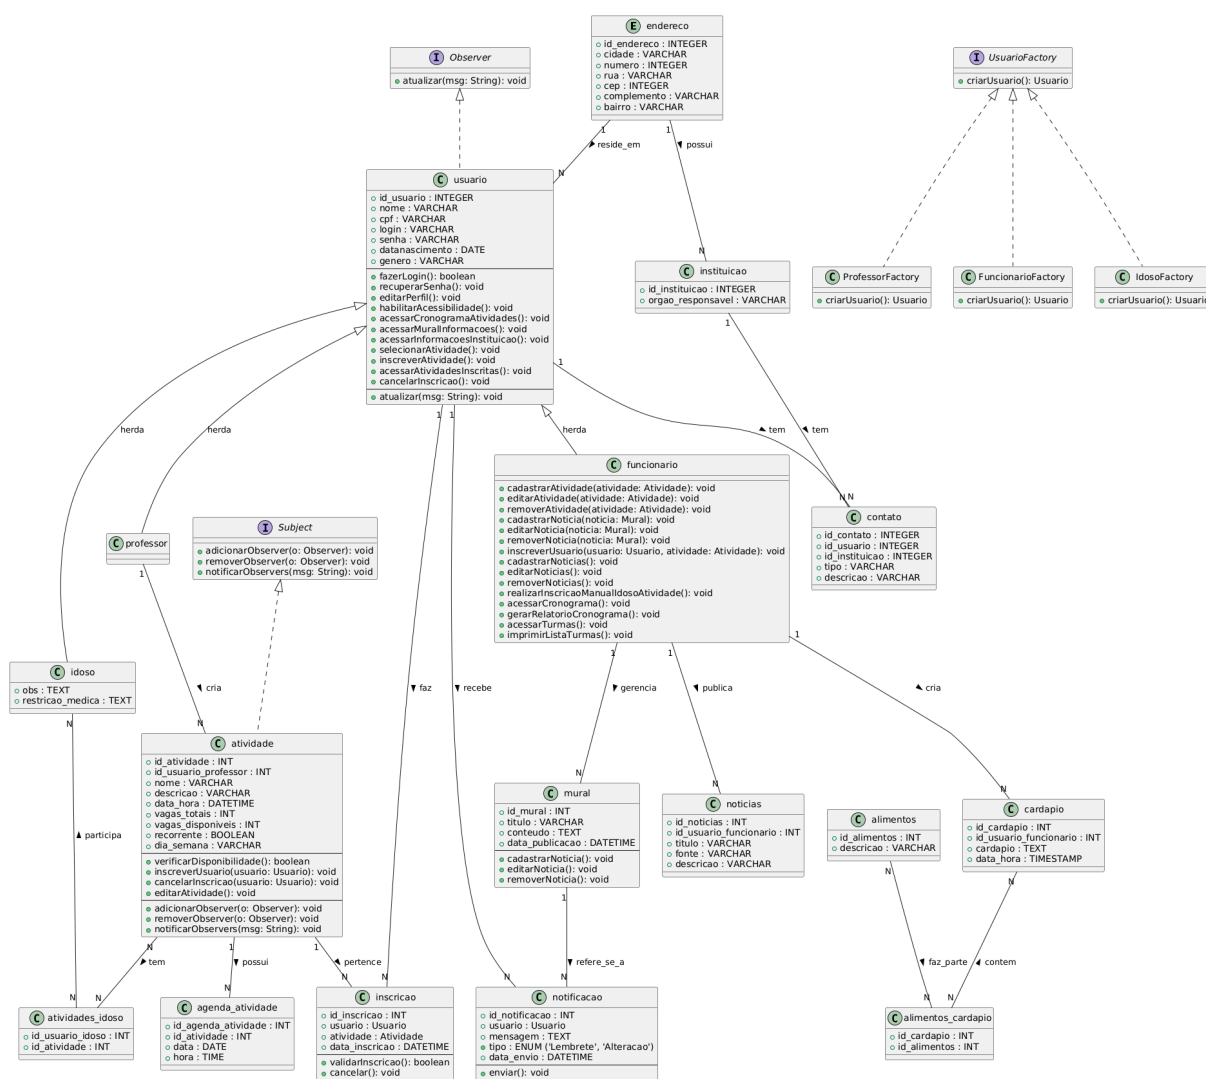 E endereco
id_endereco : INTEGER
cidade : VARCHAR
numero : INTEGER
rua : VARCHAR
cep : INTEGER
complemento : VARCHAR
bairro : VARCHAR
I Observer
atualizar(msg: String): void
I UsuarioFactory
criarUsuario(): Usuario
1
reside_em
N
1
possui
N
C usuario
id_usuario : INTEGER
nome : VARCHAR
cpf : VARCHAR
login : VARCHAR
senha : VARCHAR
datanascimento : DATE
genero : VARCHAR
fazerLogin(): boolean
recuperarSenha(): void
editarPerfil(): void
habilitarAcessibilidade(): void
acessarCronogramaAtividades(): void
acessarMuralInformacoes(): void
acessarInformacoesInstituicao(): void
selecionarAtividade(): void
inscreverAtividade(): void
acessarAtividadesInscritas(): void
cancelarInscricao(): void
atualizar(msg: String): void
C instituicao
id_instituicao : INTEGER
orgao_responsavel : VARCHAR
C ProfessorFactory
criarUsuario(): Usuario
C FuncionarioFactory
criarUsuario(): Usuario
C IdosoFactory
criarUsuario(): Usuario
1
1
1
1
herda
herda
herda
tem
tem
N
N
C funcionario
cadastrarAtividade(atividade: Atividade): void
editarAtividade(atividade: Atividade): void
removerAtividade(atividade: Atividade): void
cadastrarNoticia(noticia: Mural): void
editarNoticia(noticia: Mural): void
removerNoticia(noticia: Mural): void
inscreverUsuario(usuario: Usuario, atividade: Atividade): void
cadastrarNoticias(): void
editarNoticias(): void
removerNoticias(): void
realizarInscricaoManualIdosoAtividade(): void
acessarCronograma(): void
gerarRelatorioCronograma(): void
acessarTurmas(): void
imprimirListaTurmas(): void
C contato
id_contato : INTEGER
id_usuario : INTEGER
id_instituicao : INTEGER
tipo : VARCHAR
descricao : VARCHAR
C professor
I Subject
adicionarObserver(o: Observer): void
removerObserver(o: Observer): void
notificarObservers(msg: String): void
1
1
1
1
C idoso
obs : TEXT
restricao_medica : TEXT
cria
faz
recebe
gerencia
publica
cria
N
N
N
N
N
C atividade
id_atividade : INT
id_usuario_professor : INT
nome : VARCHAR
descricao : VARCHAR
data_hora : DATETIME
vagas_totais : INT
vagas_disponiveis : INT
recorrente : BOOLEAN
dia_semana : VARCHAR
verificarDisponibilidade(): boolean
inscreverUsuario(usuario: Usuario): void
cancelarInscricao(usuario: Usuario): void
editarAtividade(): void
adicionarObserver(o: Observer): void
removerObserver(o: Observer): void
notificarObservers(msg: String): void
C mural
id_mural : INT
titulo : VARCHAR
conteudo : TEXT
data_publicacao : DATETIME
cadastrarNoticia(): void
editarNoticia(): void
removerNoticia(): void
C noticias
id_noticias : INT
id_usuario_funcionario : INT
titulo : VARCHAR
fonte : VARCHAR
descricao : VARCHAR
C alimentos
id_alimentos : INT
descricao : VARCHAR
C cardapio
id_cardapio : INT
id_usuario_funcionario : INT
cardapio : TEXT
data_hora : TIMESTAMP
participa
N
1
1
1
N
N
tem
possui
pertence
refere_se_a
faz_parte
contem
N
N
N
N
N
N
N
N
N
C atividades_idoso
id_usuario_idoso : INT
id_atividade : INT
C agenda_atividade
id_agenda_atividade : INT
id_atividade : INT
data : DATE
hora : TIME
C inscricao
id_inscricao : INT
usuario : Usuario
atividade : Atividade
data_inscricao : DATETIME
validarInscricao(): boolean
cancelar(): void
C notificacao
id_notificacao : INT
usuario : Usuario
mensagem : TEXT
tipo : ENUM ('Lembrete', 'Alteracao')
data_envio : DATETIME
enviar(): void
C alimentos_cardapio
id_cardapio : INT
id_alimentos : INT